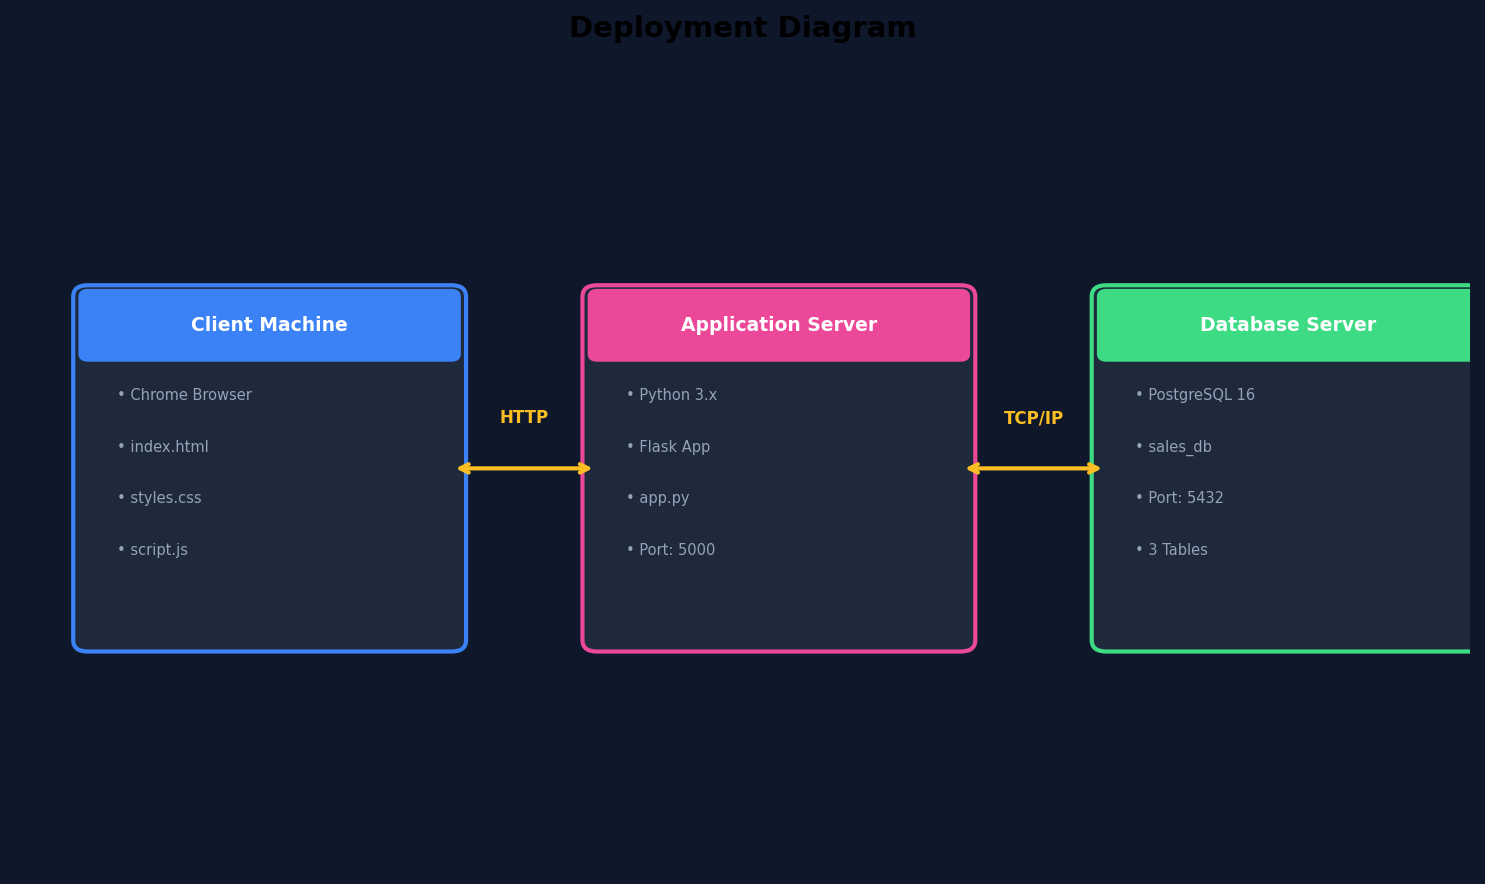 Deployment Diagram
Client Machine
• Chrome Browser
• index.html
• styles.css
• script.js
HTTP
Application Server
• Python 3.x
• Flask App
• app.py
• Port: 5000
TCP/IP
Database Server
• PostgreSQL 16
• sales_db
• Port: 5432
• 3 Tables